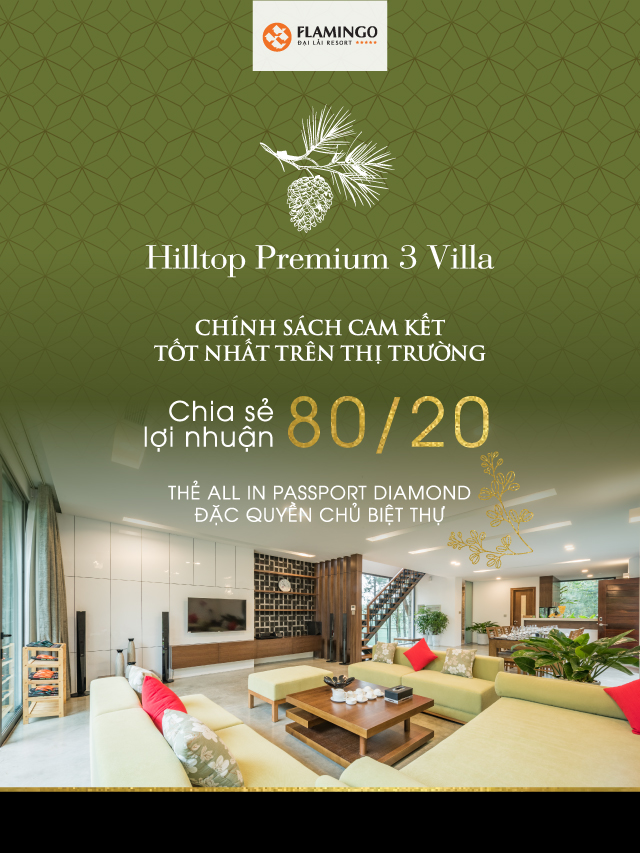 FLAMINGO
ĐẠI LẢI RESORT
Hilltop Premium 3 Villa
CHÍNH SÁCH CAM KẾT
TỐT NHẤT TRÊN THỊ TRƯỜNG
Chia sẻ
lợi nhuận 80/20
THẺ ALL IN PASSPORT DIAMOND
ĐẶC QUYỀN CHỦ BIỆT THỰ